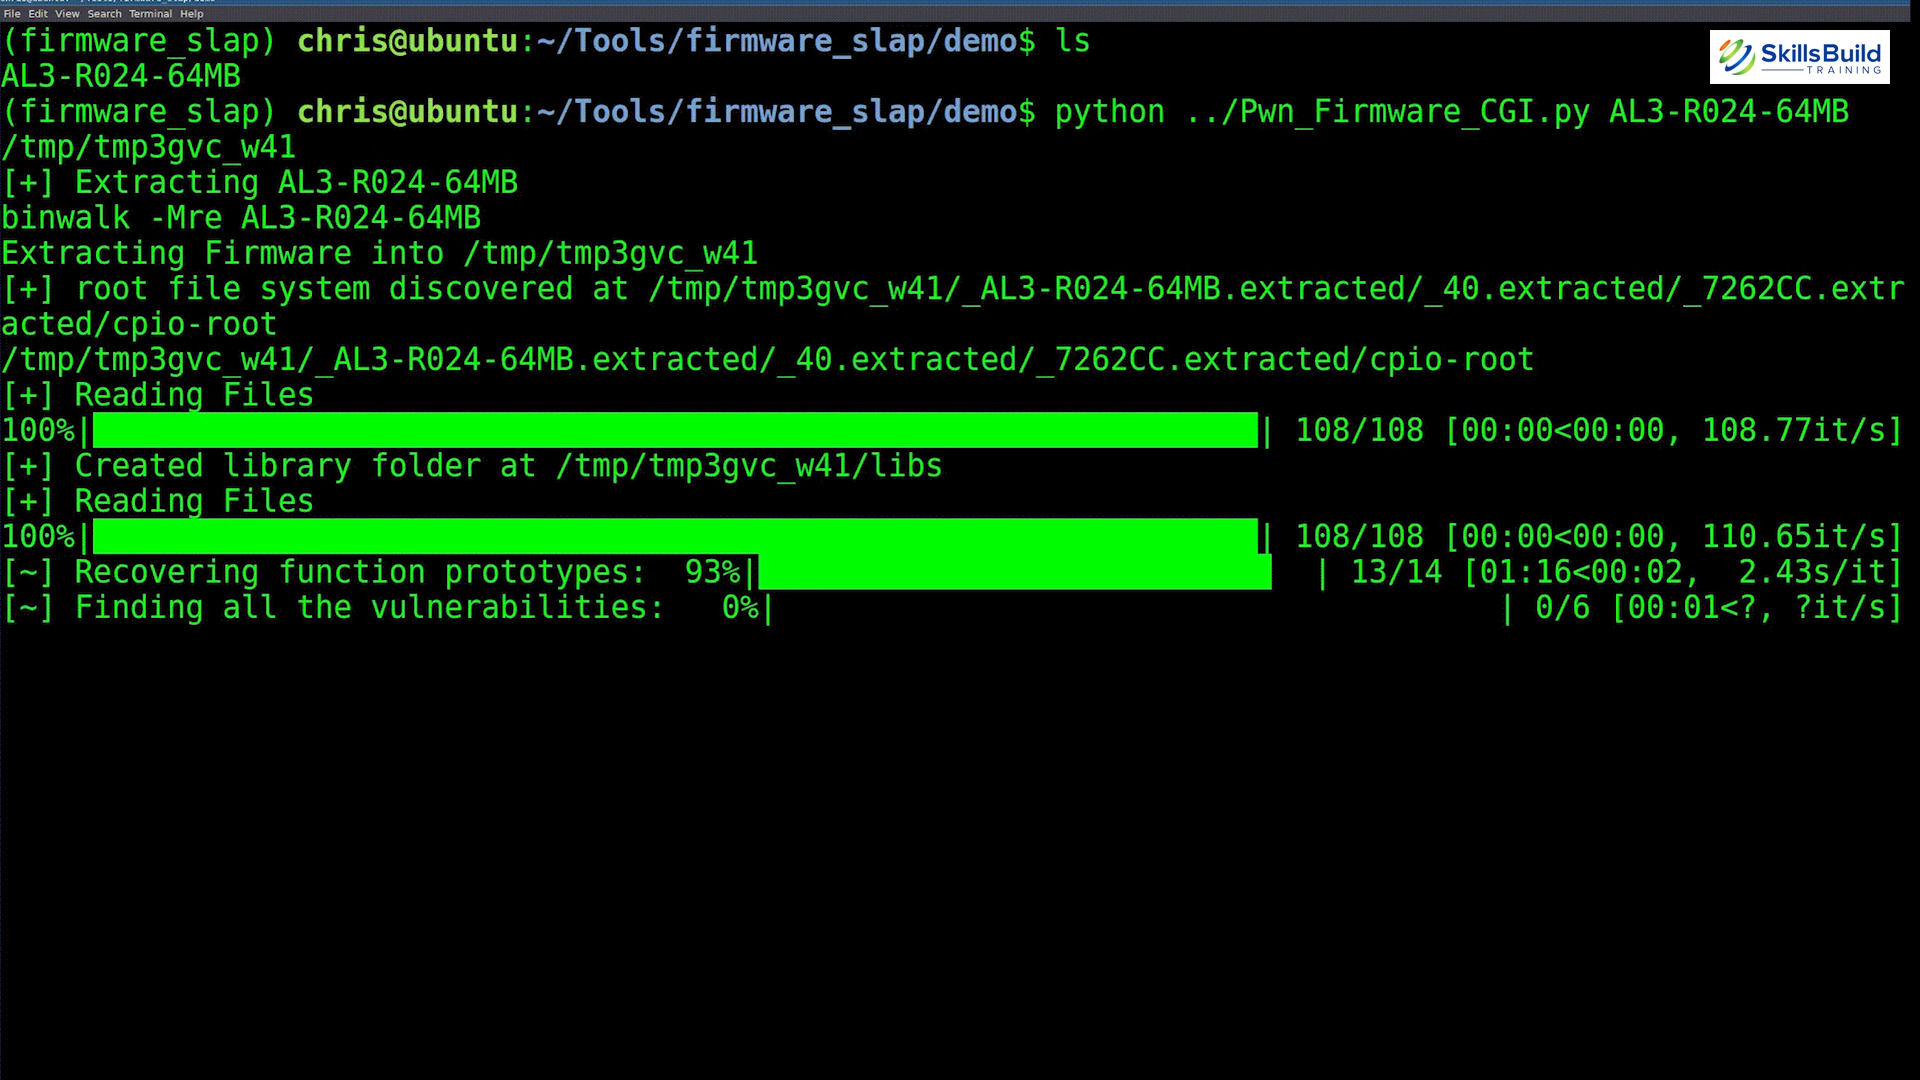 File Edit View Search Terminal Help
(firmware_slap) chris@ubuntu:~/Tools/firmware_slap/demo$ ls
SkillsBuild
TRAINING
AL3-R024-64MB
(firmware_slap) chris@ubuntu:~/Tools/firmware_slap/demo$ python ../Pwn_Firmware_CGI.py AL3-R024-64MB
/tmp/tmp3gvc_w41
[+] Extracting AL3-R024-64MB
binwalk -Mre AL3-R024-64MB
Extracting Firmware into /tmp/tmp3gvc_w41
[+] root file system discovered at /tmp/tmp3gvc_w41/_AL3-R024-64MB.extracted/_40.extracted/_7262CC.extr
acted/cpio-root
/tmp/tmp3gvc_w41/_AL3-R024-64MB.extracted/_40.extracted/_7262CC.extracted/cpio-root
[+] Reading Files
100%| | 108/108 [00:00<00:00, 108.77it/s]
[+] Created library folder at /tmp/tmp3gvc_w41/libs
[+] Reading Files
100%| | 108/108 [00:00<00:00, 110.65it/s]
[~] Recovering function prototypes:  93%| | 13/14 [01:16<00:02,  2.43s/it]
[~] Finding all the vulnerabilities:   0%| | 0/6 [00:01<?, ?it/s]